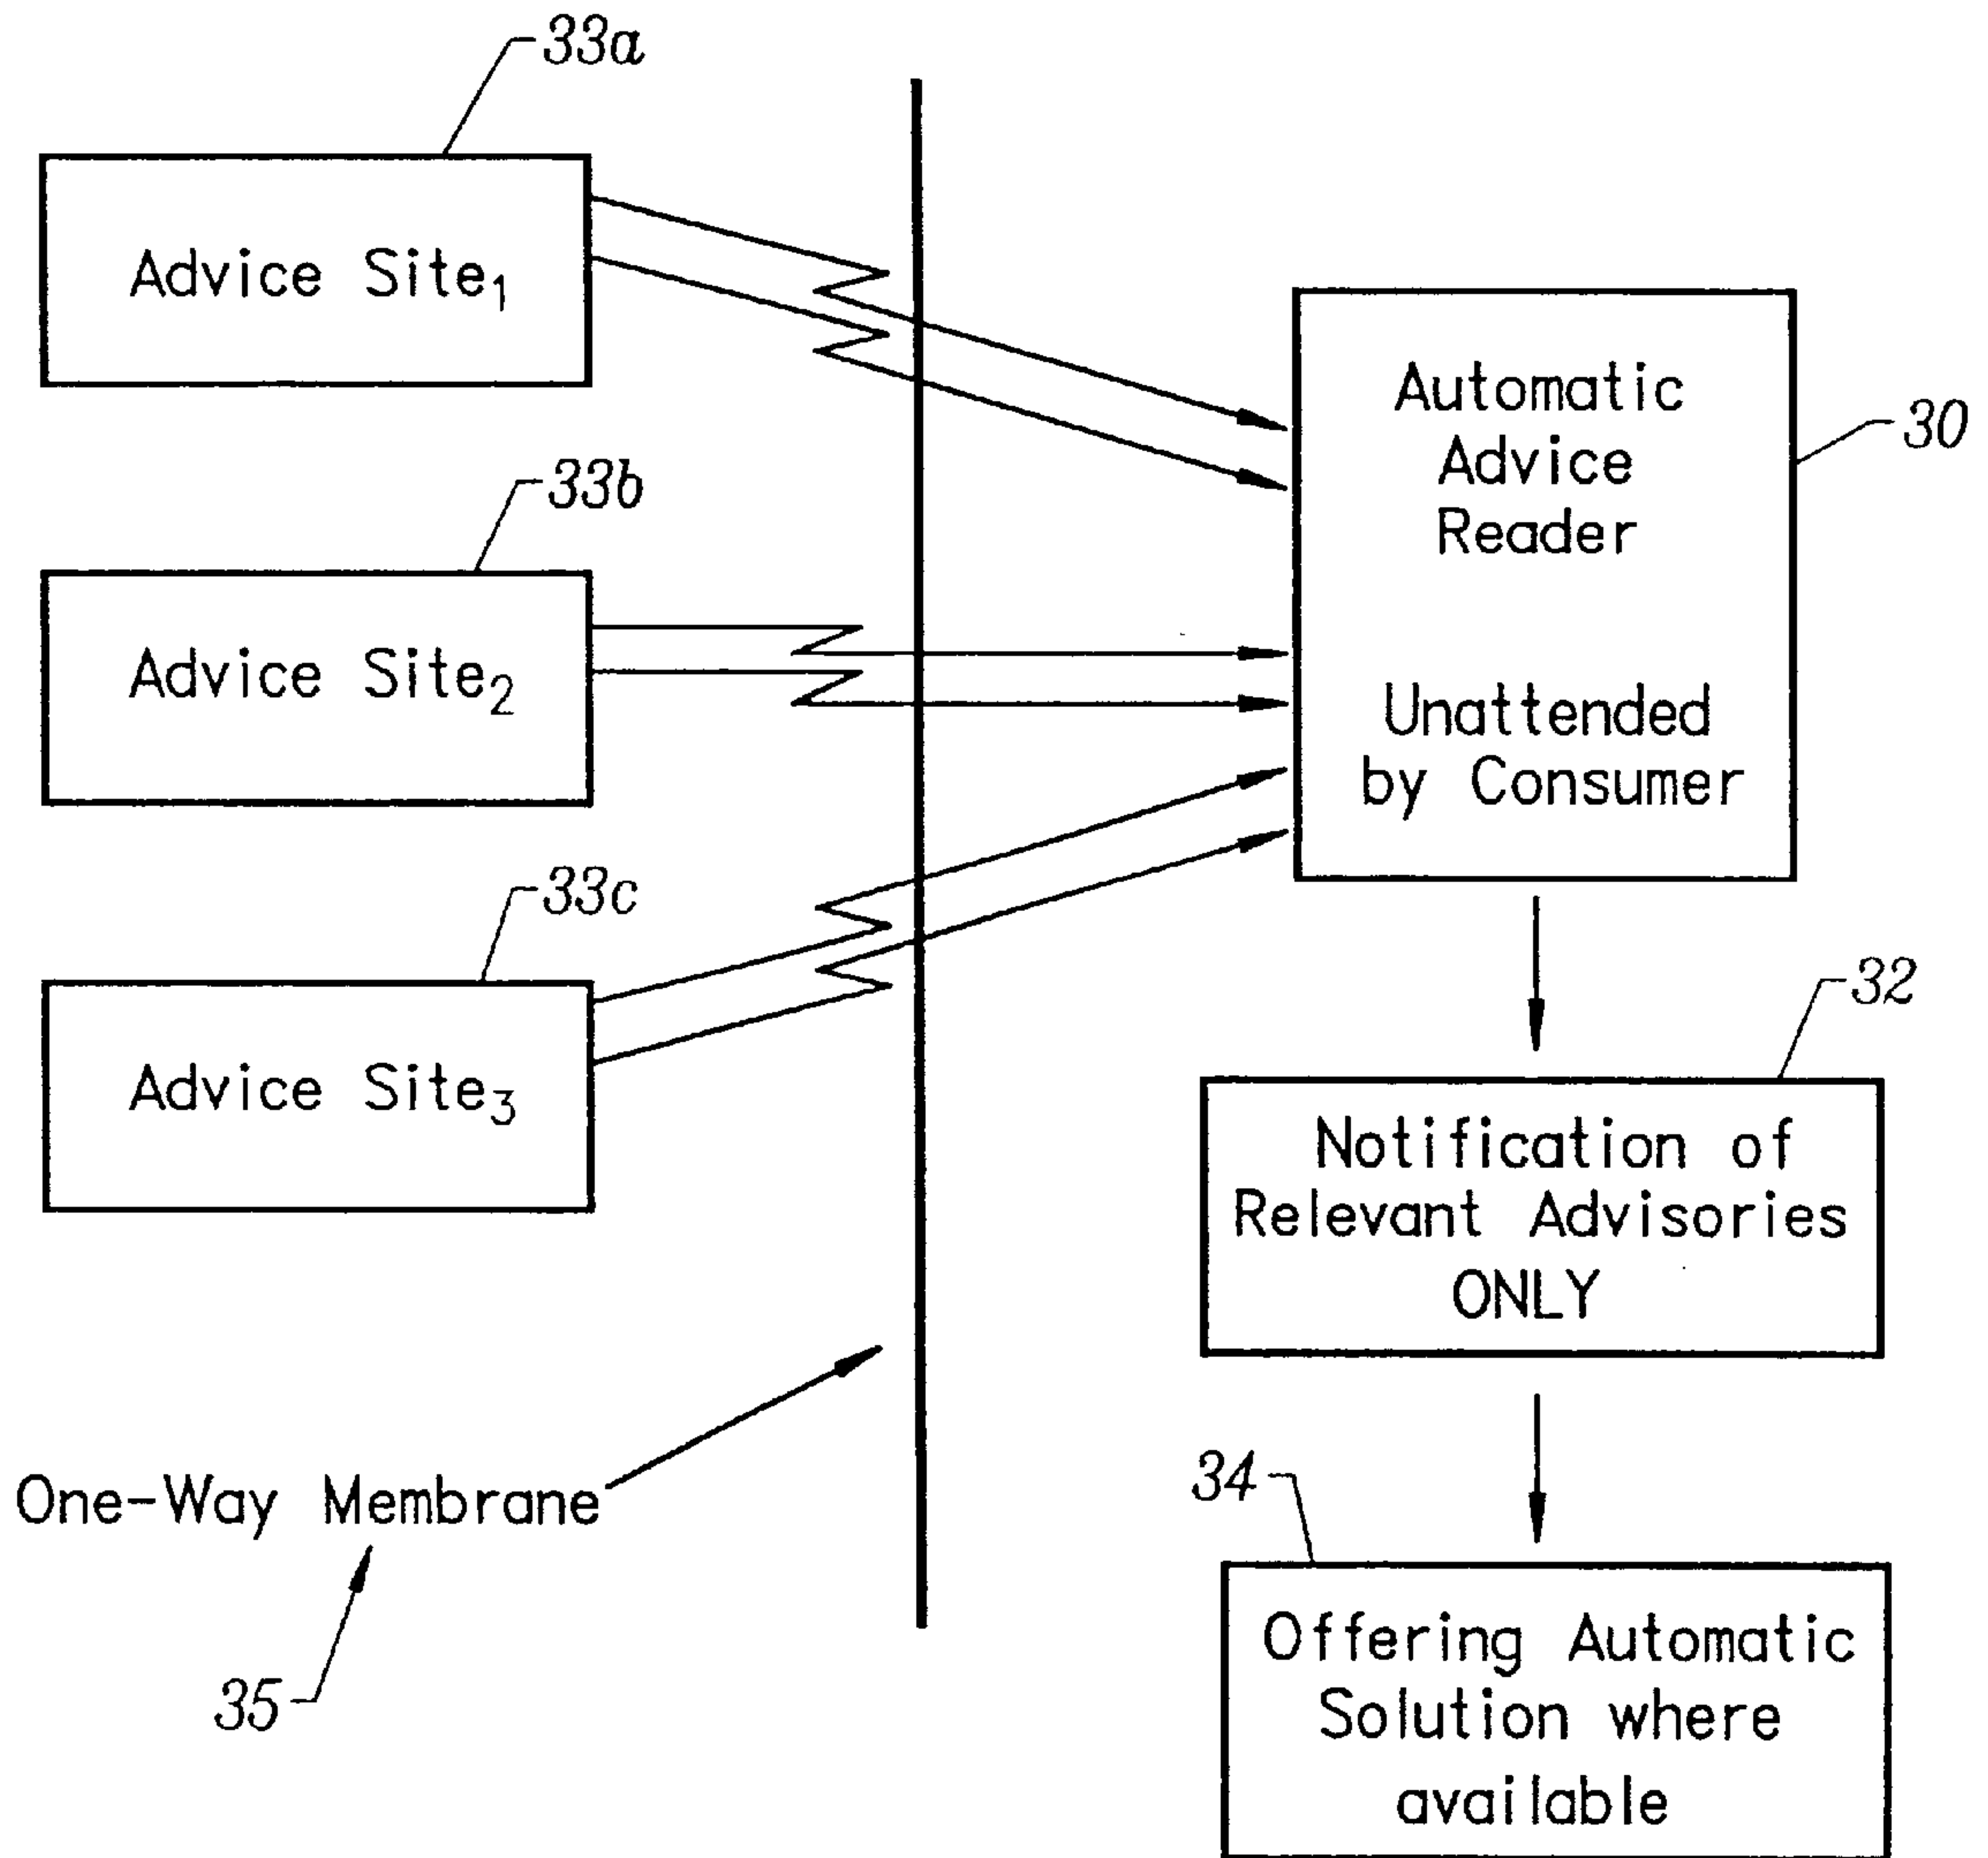 33a
Advice Site₁
33b
Advice Site₂
33c
Advice Site₃
One-Way Membrane
35
Automatic
Advice
Reader
Unattended
by Consumer
30
32
Notification of
Relevant Advisories
ONLY
34
Offering Automatic
Solution where
available